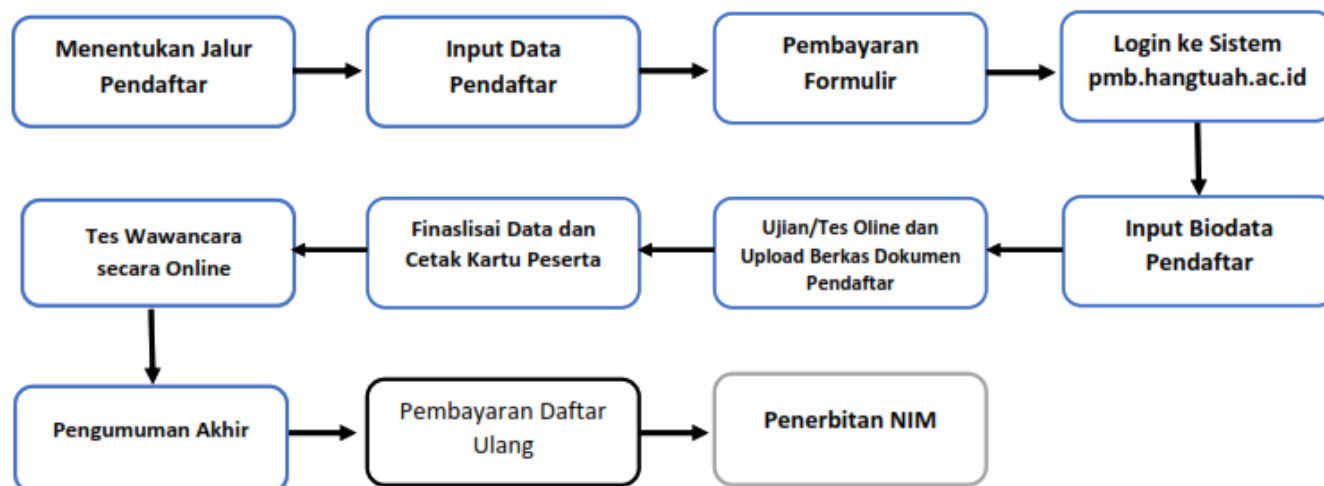 Menentukan Jalur
Pendaftar
Input Data
Pendaftar
Pembayaran
Formulir
Login ke Sistem
pmb.hangtuah.ac.id
Input Biodata
Pendaftar
Ujian/Tes Oline dan
Upload Berkas Dokumen
Pendaftar
Finaslisai Data dan
Cetak Kartu Peserta
Tes Wawancara
secara Online
Pengumuman Akhir
Pembayaran Daftar
Ulang
Penerbitan NIM